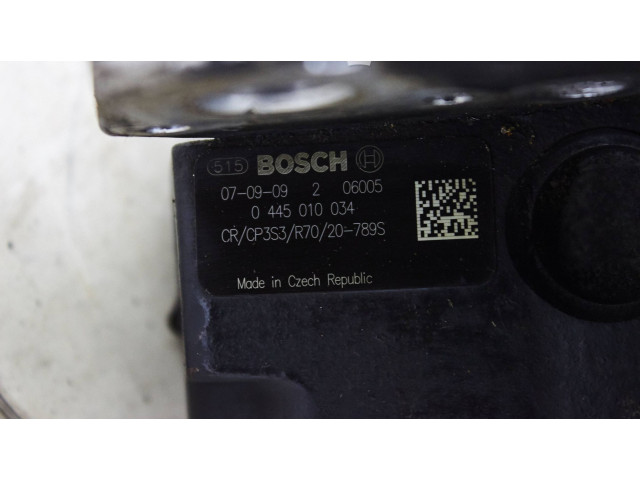 515 BOSCH
07-09-09 2 06005
0 445 010 034
CR/CP3S3/R70/20-789S
Made in Czech Republic